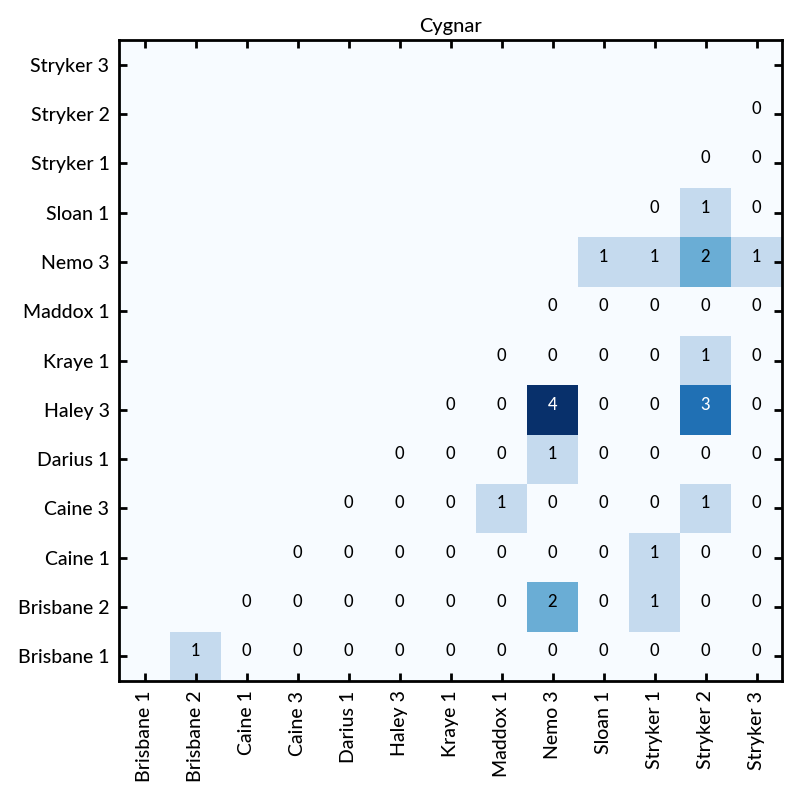 Cygnar
Stryker 3
Stryker 2 0
Stryker 1 0 0
Sloan 1 0 1 0
Nemo 3 1 1 2 1
Maddox 1 0 0 0 0 0
Kraye 1 0 0 0 0 1 0
Haley 3 0 0 4 0 0 3 0
Darius 1 0 0 0 1 0 0 0 0
Caine 3 0 0 0 1 0 0 0 1 0
Caine 1 0 0 0 0 0 0 0 1 0 0
Brisbane 2 0 0 0 0 0 0 2 0 1 0 0
Brisbane 1 1 0 0 0 0 0 0 0 0 0 0 0
Brisbane 1
Brisbane 2
Caine 1
Caine 3
Darius 1
Haley 3
Kraye 1
Maddox 1
Nemo 3
Sloan 1
Stryker 1
Stryker 2
Stryker 3